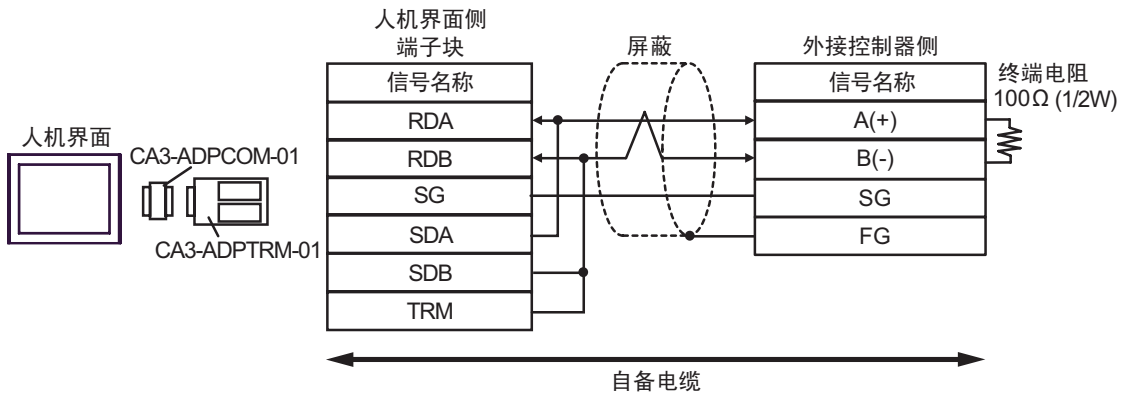 人机界面
CA3-ADPCOM-01
CA3-ADPTRM-01
人机界面侧
端子块
信号名称
RDA
RDB
SG
SDA
SDB
TRM
屏蔽
外接控制器侧
信号名称
A(+)
B(-)
SG
FG
终端电阻
100Ω (1/2W)
自备电缆